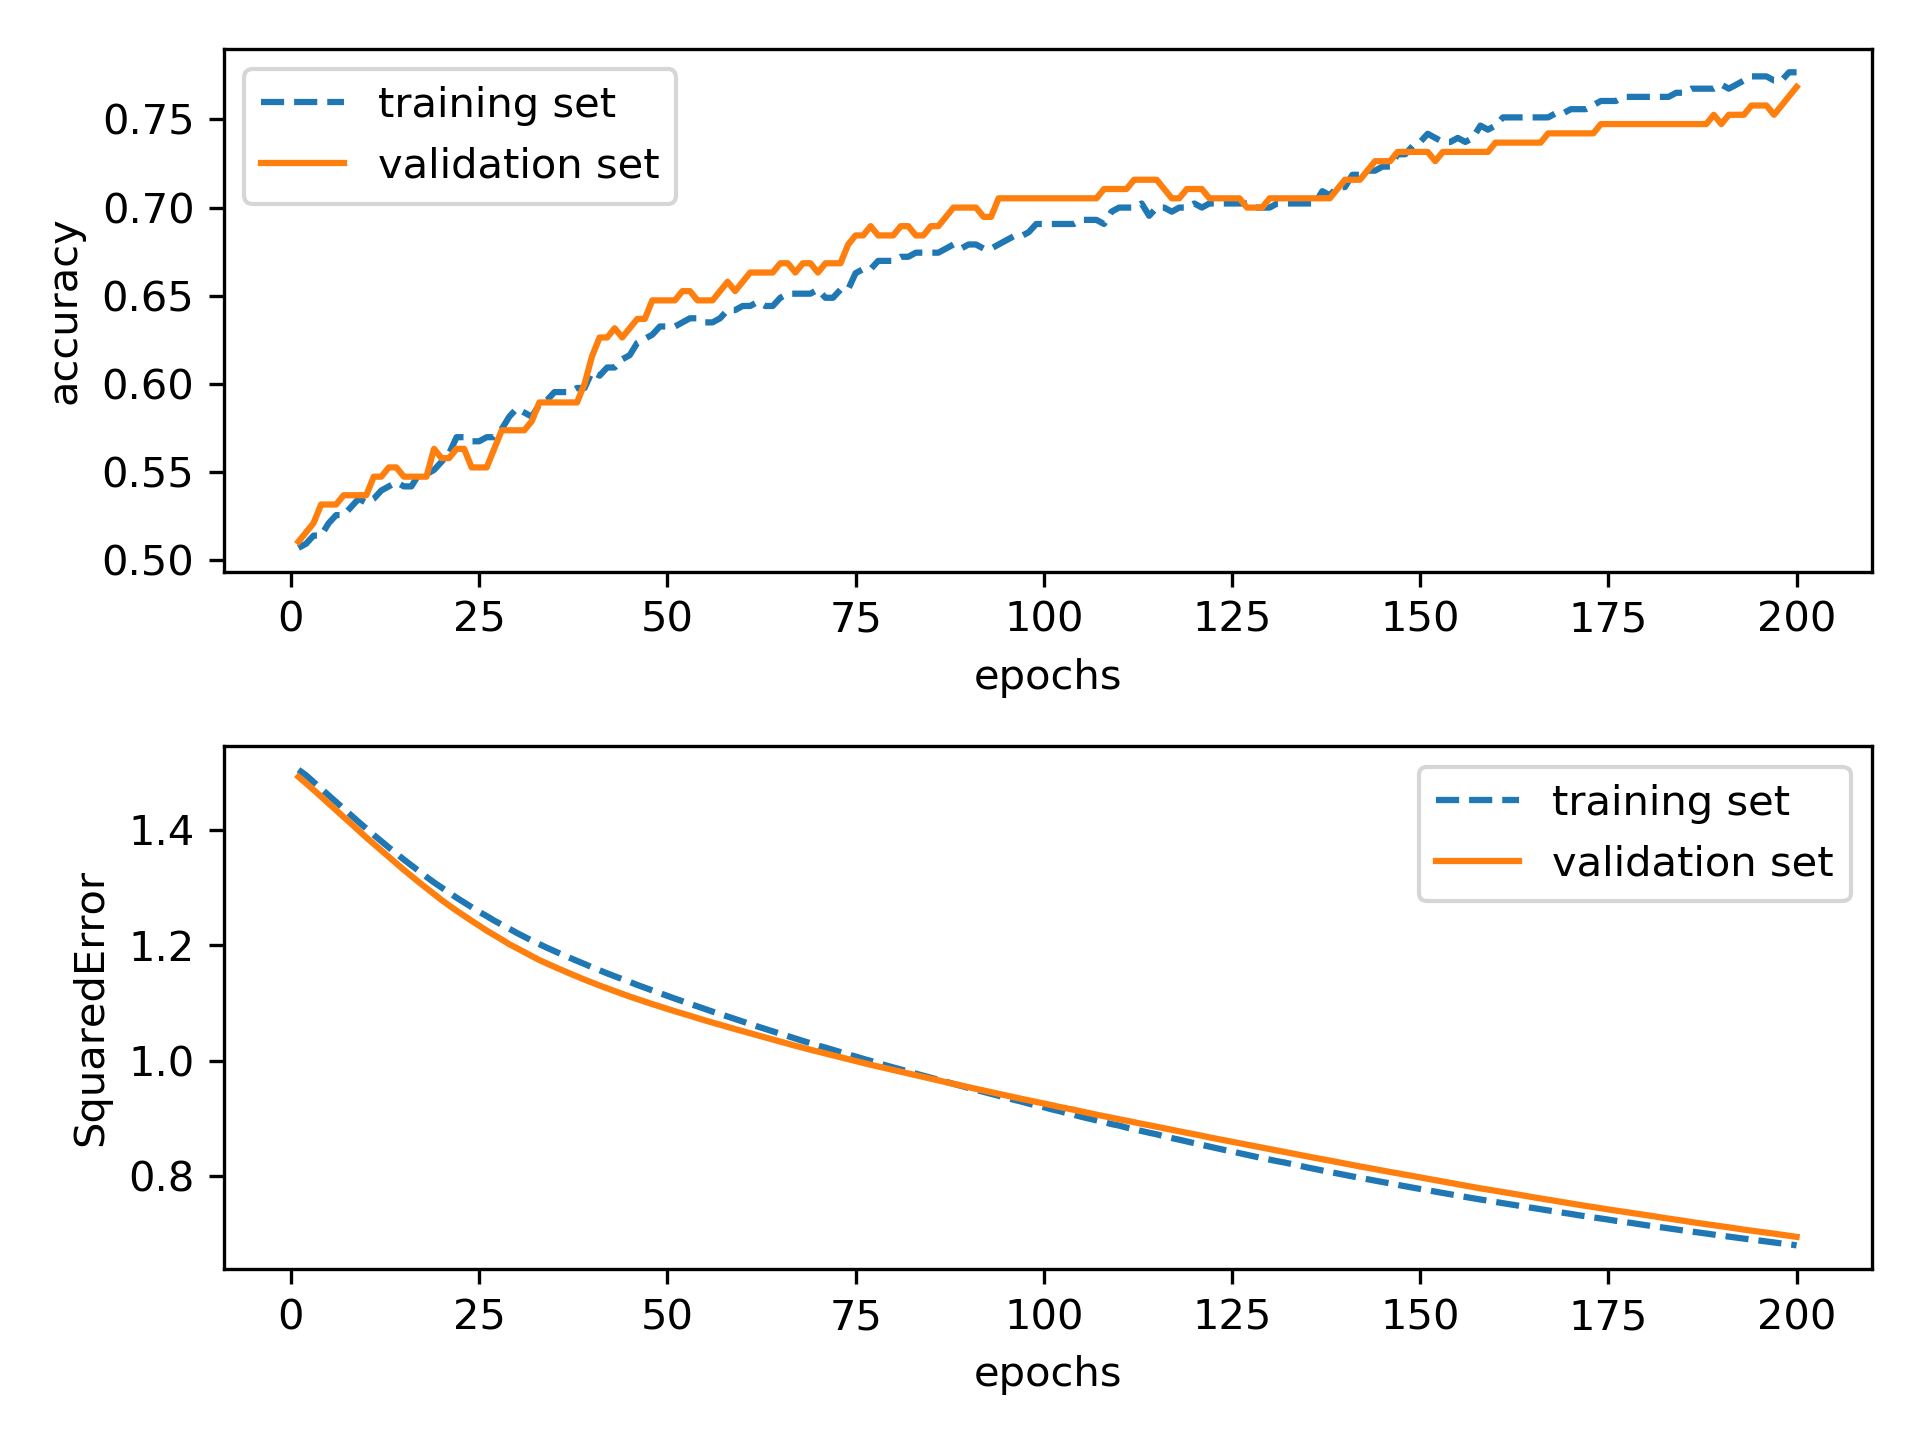 training set
validation set
accuracy
0.75
0.70
0.65
0.60
0.55
0.50
0 25 50 75 100 125 150 175 200
epochs
training set
validation set
SquaredError
1.4
1.2
1.0
0.8
0 25 50 75 100 125 150 175 200
epochs